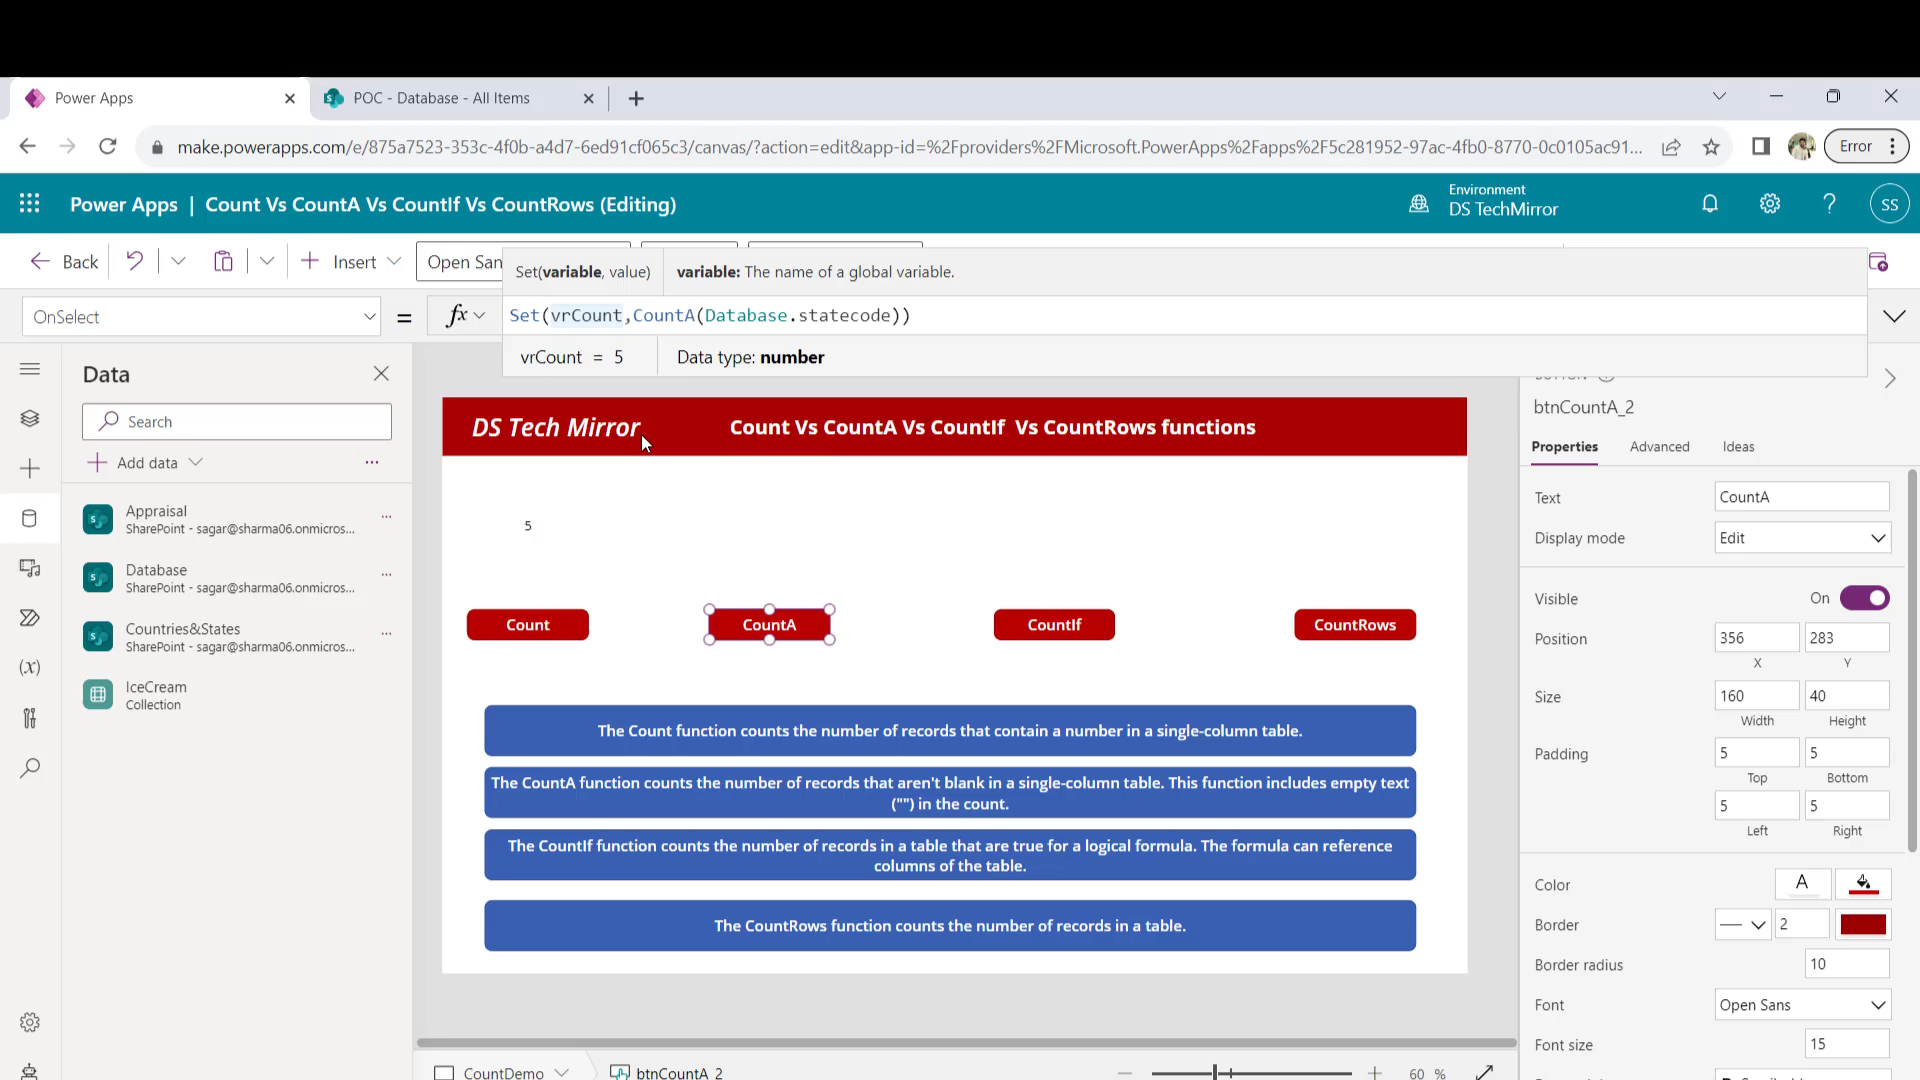 Power Apps
POC - Database - All Items
make.powerapps.com/e/875a7523-353c-4f0b-a4d7-6ed91cf065c3/canvas/?action=edit&app-id=%2Fproviders%2FMicrosoft.PowerApps%2Fapps%2F5c281952-97ac-4fb0-8770-0c0105ac91...
Error
Power Apps | Count Vs CountA Vs CountIf Vs CountRows (Editing)
Environment
DS TechMirror
SS
Back
Insert
Open San
Set(variable, value)
variable: The name of a global variable.
OnSelect
=
fx
Set(vrCount,CountA(Database.statecode))
vrCount = 5
Data type: number
Data
Search
Add data
Appraisal
SharePoint - sagar@sharma06.onmicros...
Database
SharePoint - sagar@sharma06.onmicros...
Countries&States
SharePoint - sagar@sharma06.onmicros...
IceCream
Collection
DS Tech Mirror
Count Vs CountA Vs CountIf Vs CountRows functions
5
Count
CountA
CountIf
CountRows
The Count function counts the number of records that contain a number in a single-column table.
The CountA function counts the number of records that aren't blank in a single-column table. This function includes empty text
("") in the count.
The CountIf function counts the number of records in a table that are true for a logical formula. The formula can reference
columns of the table.
The CountRows function counts the number of records in a table.
btnCountA_2
Properties
Advanced
Ideas
Text
CountA
Display mode
Edit
Visible
On
Position
356
283
X
Y
Size
160
40
Width
Height
Padding
5
5
Top
Bottom
5
5
Left
Right
Color
A
Border
2
Border radius
10
Font
Open Sans
Font size
15
CountDemo
btnCountA_2
60 %